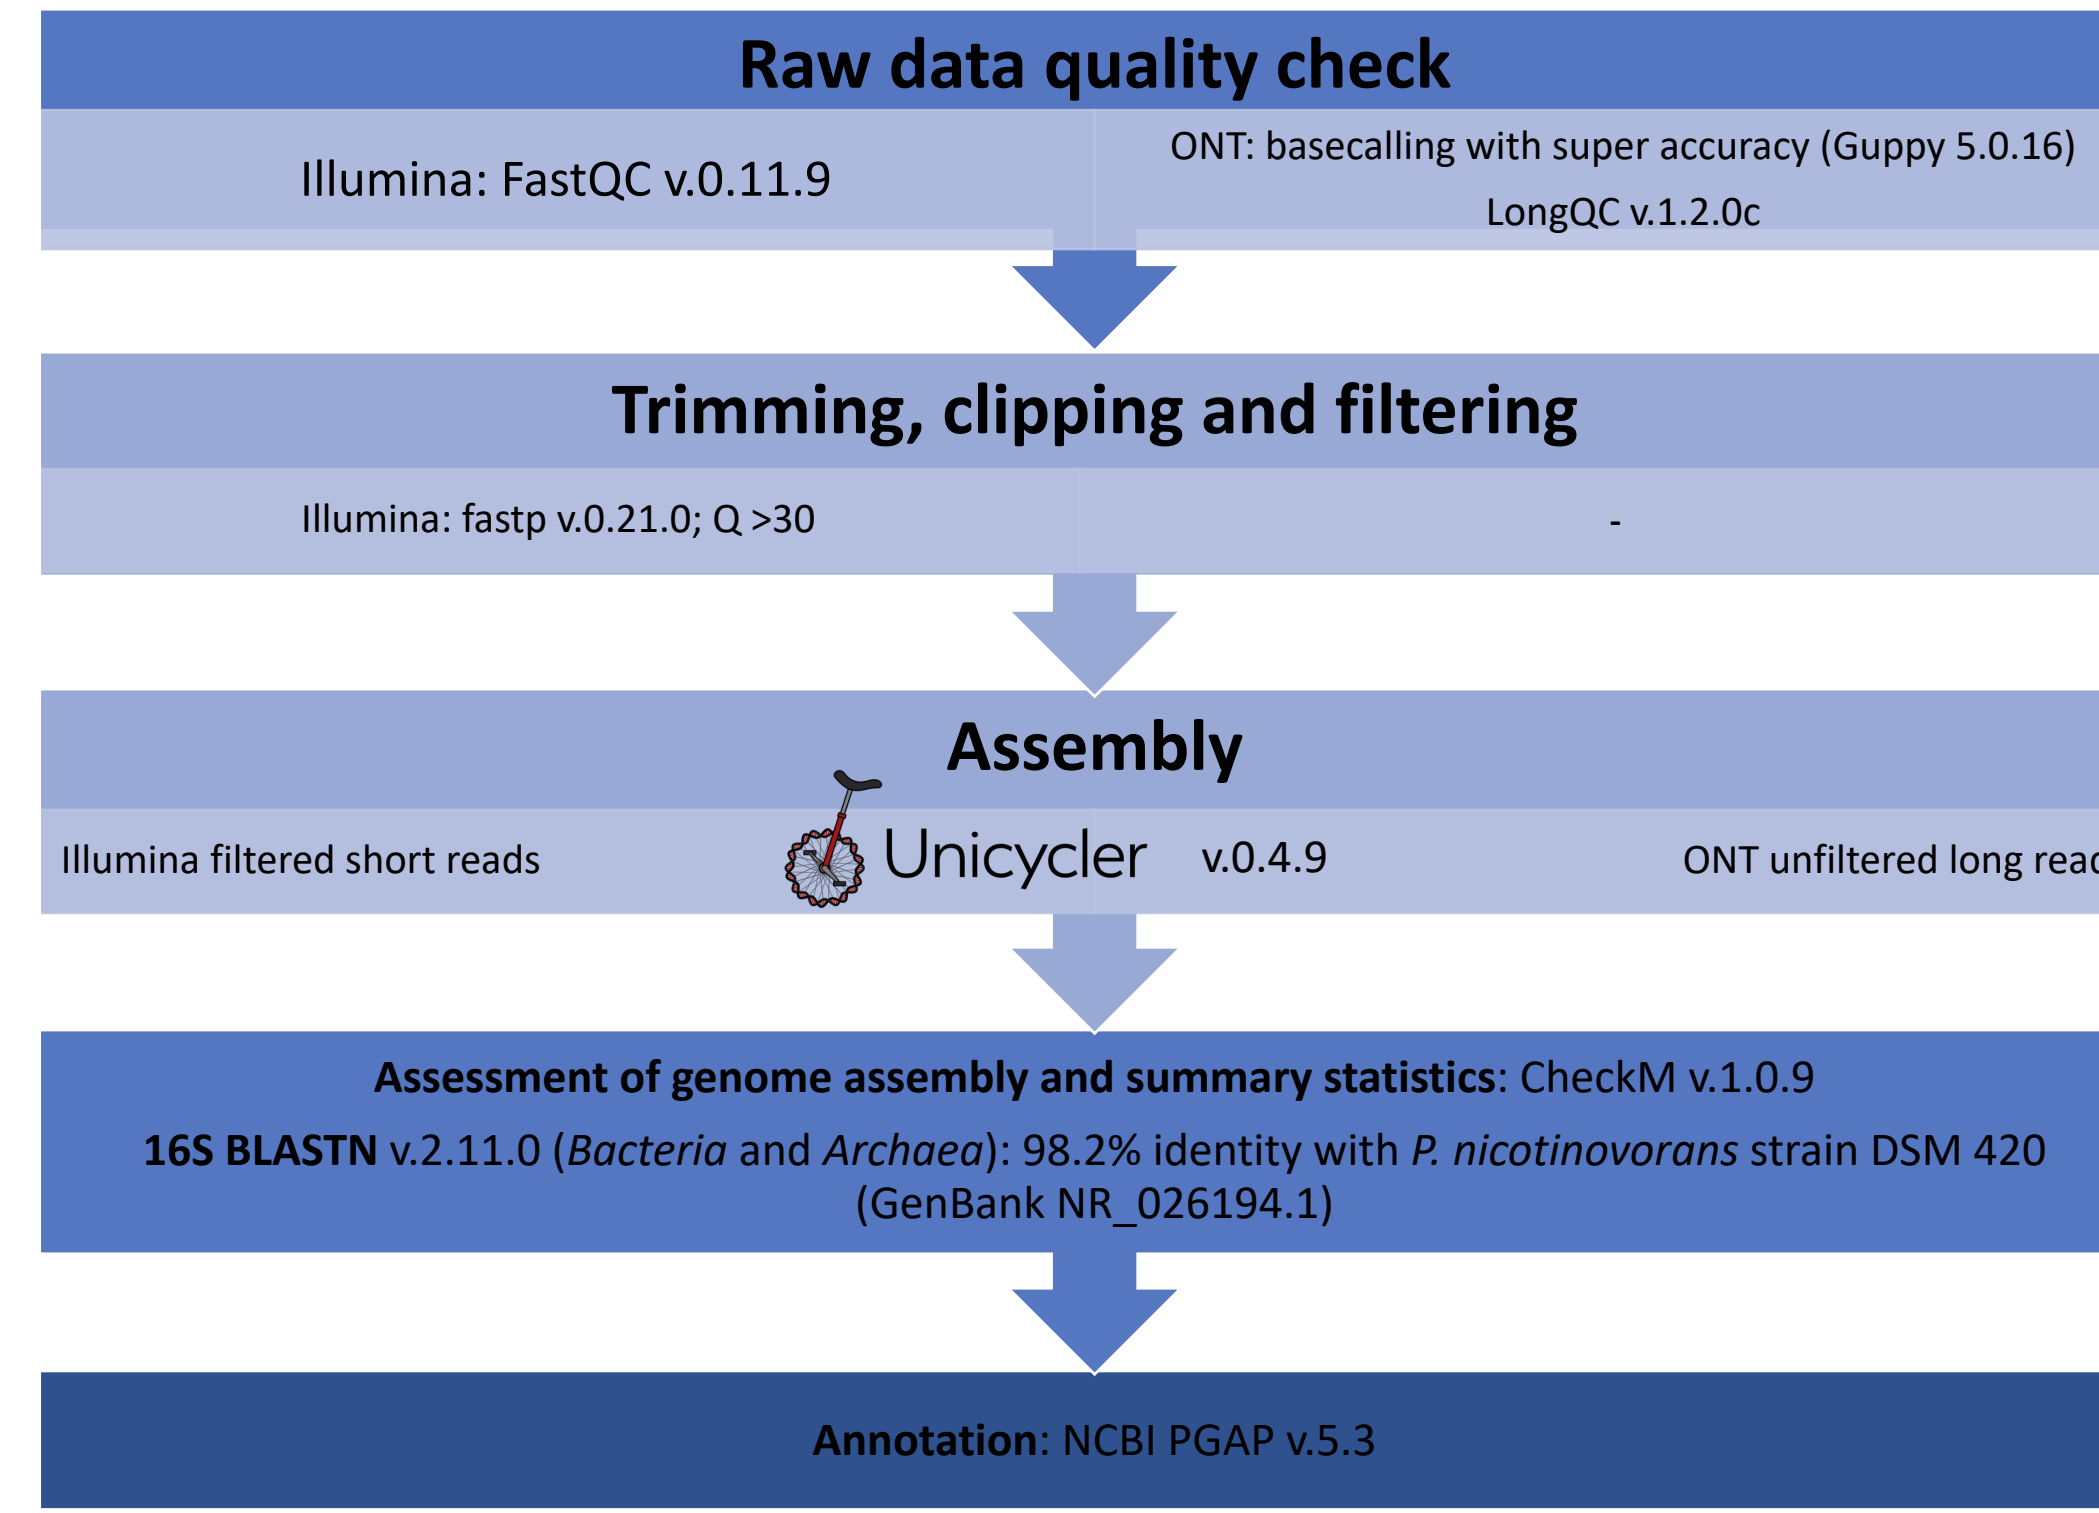 Raw data quality check
Illumina: FastQC v.0.11.9
ONT: basecalling with super accuracy (Guppy 5.0.16)
LongQC v.1.2.0c
Trimming, clipping and filtering
Illumina: fastp v.0.21.0; Q >30
-
Assembly
Illumina filtered short reads
Unicycler v.0.4.9
ONT unfiltered long
Assessment of genome assembly and summary statistics: CheckM v.1.0.9
16S BLASTN v.2.11.0 (Bacteria and Archaea): 98.2% identity with P. nicotinovorans strain DSM 420
(GenBank NR_026194.1)
Annotation: NCBI PGAP v.5.3